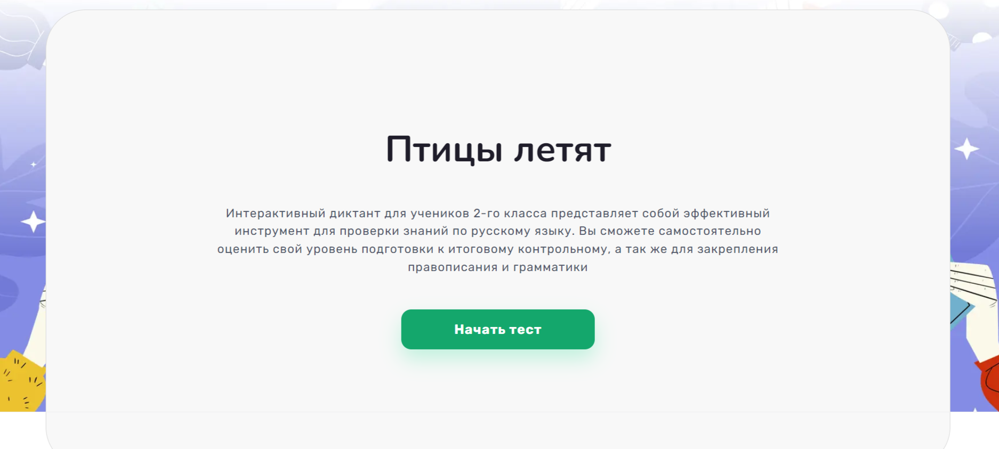 Птицы летят
Интерактивный диктант для учеников 2-го класса представляет собой эффективный
инструмент для проверки знаний по русскому языку. Вы сможете самостоятельно
оценить свой уровень подготовки к итоговому контрольному, а так же для закрепления
правописания и грамматики
Начать тест